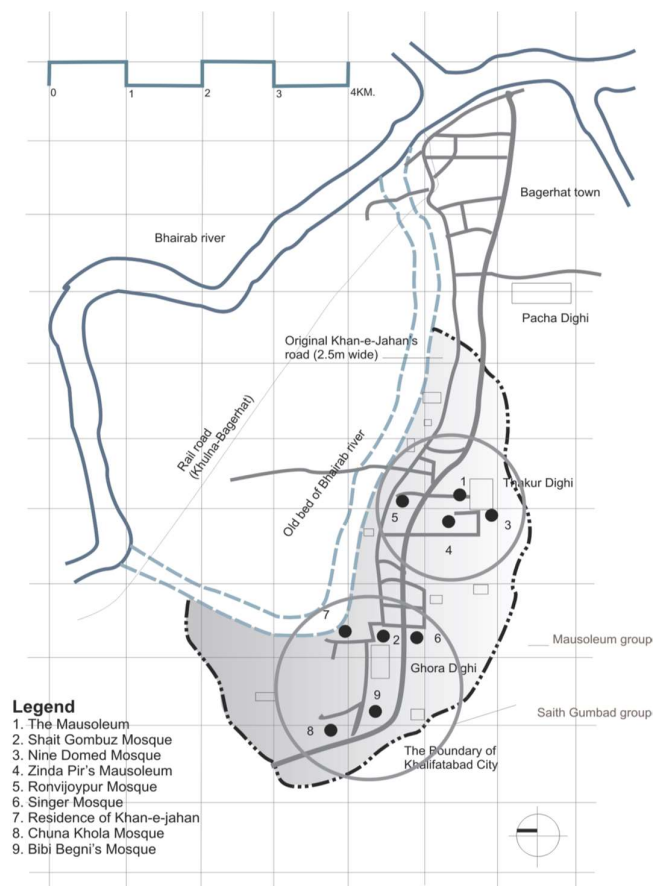 0
1
2
3
4KM.
Bagerhat town
Bhairab river
Pacha Dighi
Original Khan-e-Jahan's
road (2.5m wide)
Rail road
(Khulna-Bagerhat)
Old bed of Bhairab river
1
Thakur Dighi
5
3
4
7
2
6
Mausoleum group
Ghora Dighi
9
Saith Gumbad group
8
The Boundary of
Khalifatabad City
Legend
1. The Mausoleum
2. Shait Gombuz Mosque
3. Nine Domed Mosque
4. Zinda Pir's Mausoleum
5. Ronvijoypur Mosque
6. Singer Mosque
7. Residence of Khan-e-jahan
8. Chuna Khola Mosque
9. Bibi Begni's Mosque